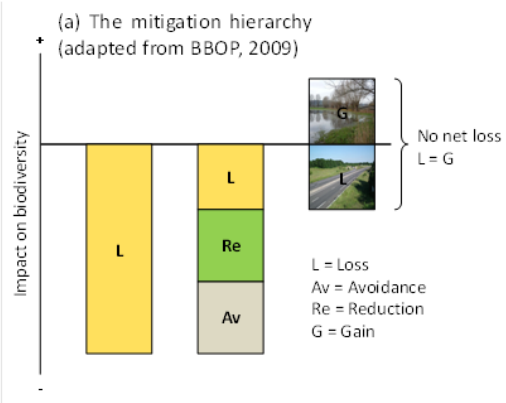 (a) The mitigation hierarchy
(adapted from BBOP, 2009)
+
Impact on biodiversity
-
L
L
Re
Av
G
L
No net loss
L = G
L = Loss
Av = Avoidance
Re = Reduction
G = Gain